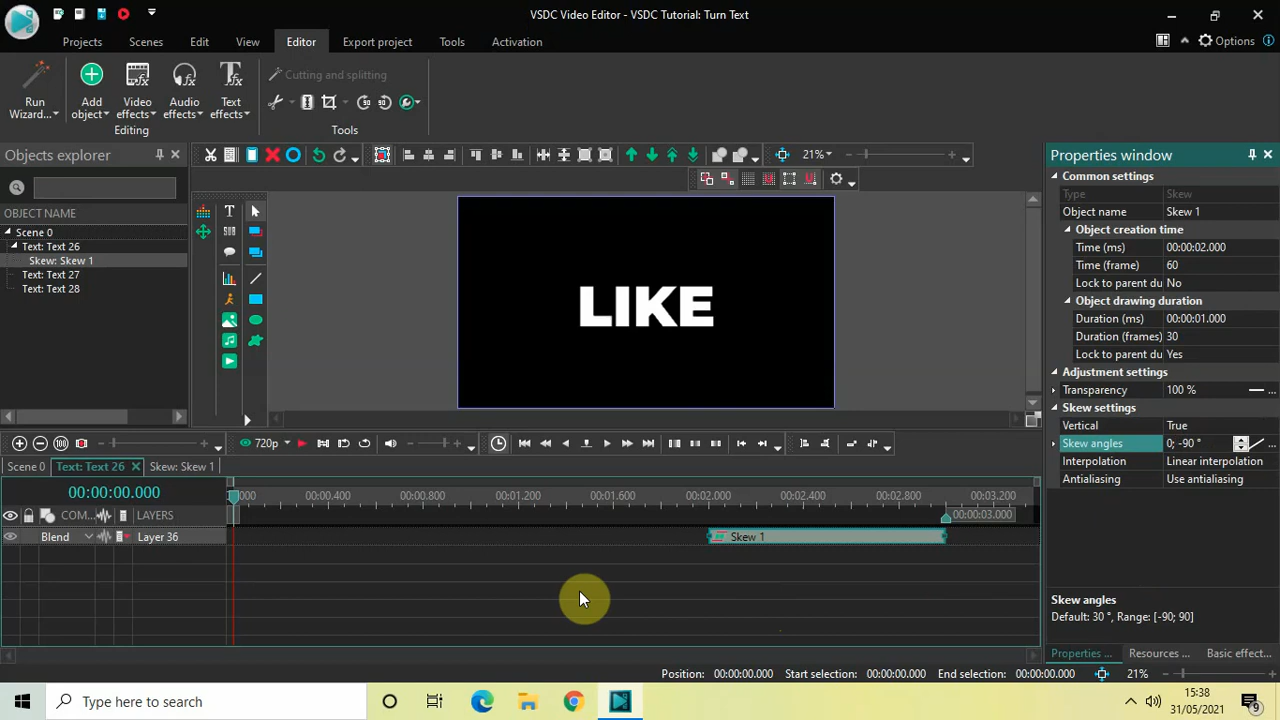 VSDC Video Editor - VSDC Tutorial: Turn Text
Projects Scenes Edit View Editor Export project Tools Activation Options
Run Wizard...
Add object
Video effects
Audio effects
Text effects
Cutting and splitting
Editing
Tools
Objects explorer
21%
Properties window
Common settings
Type Skew
Object name Skew 1
Object creation time
Time (ms) 00:00:02.000
Time (frame) 60
Lock to parent du No
Object drawing duration
Duration (ms) 00:00:01.000
Duration (frames) 30
Lock to parent du Yes
Adjustment settings
Transparency 100 % ...
Skew settings
Vertical True
Skew angles 0; -90 ° ...
Interpolation Linear interpolation
Antialiasing Use antialiasing
OBJECT NAME
Scene 0
Text: Text 26
Skew: Skew 1
Text: Text 27
Text: Text 28
LIKE
720p
Scene 0 Text: Text 26 Skew: Skew 1
00:00:00.000
000 00:00.400 00:00.800 00:01.200 00:01.600 00:02.000 00:02.400 00:02.800 00:03.200
00:00:03.000
COM... LAYERS
Blend Layer 36 Skew 1
Skew angles
Default: 30 °, Range: [-90; 90]
Properties ... Resources ... Basic effect...
Position: 00:00:00.000 Start selection: 00:00:00.000 End selection: 00:00:00.000 21%
Type here to search
15:38
31/05/2021
9